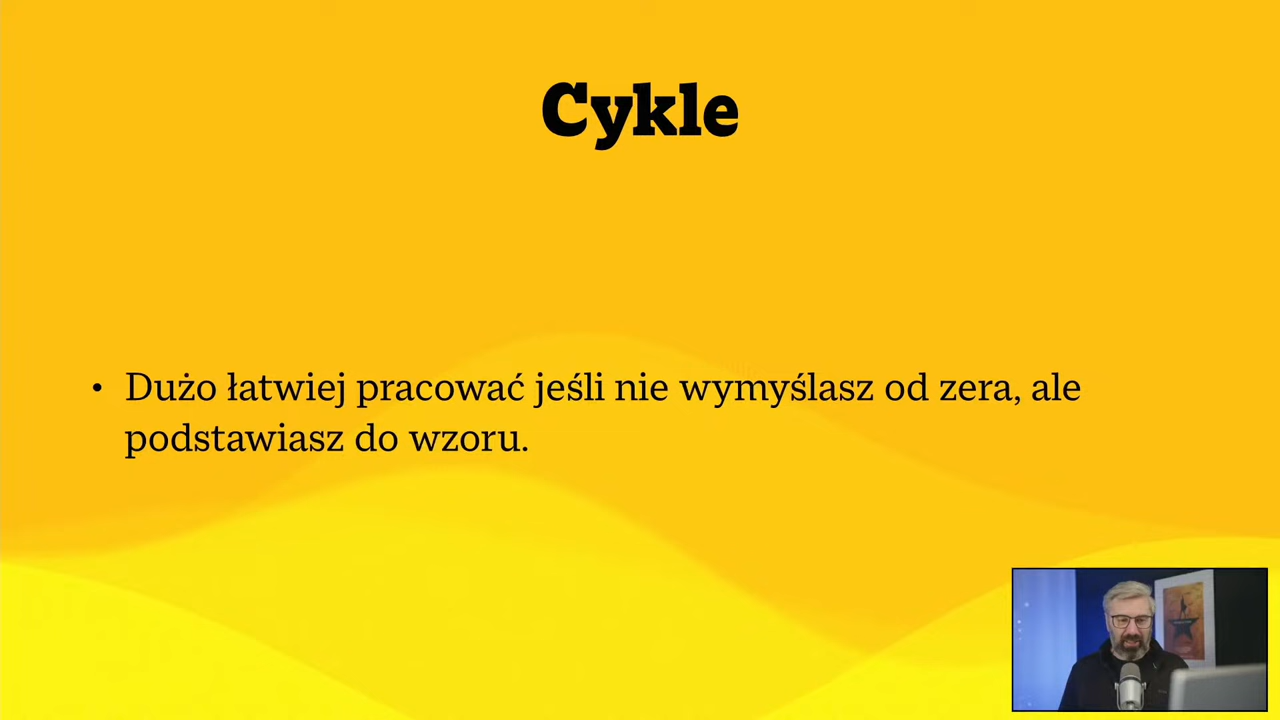 Cykle
• Dużo łatwiej pracować jeśli nie wymyślasz od zera, ale
podstawiasz do wzoru.